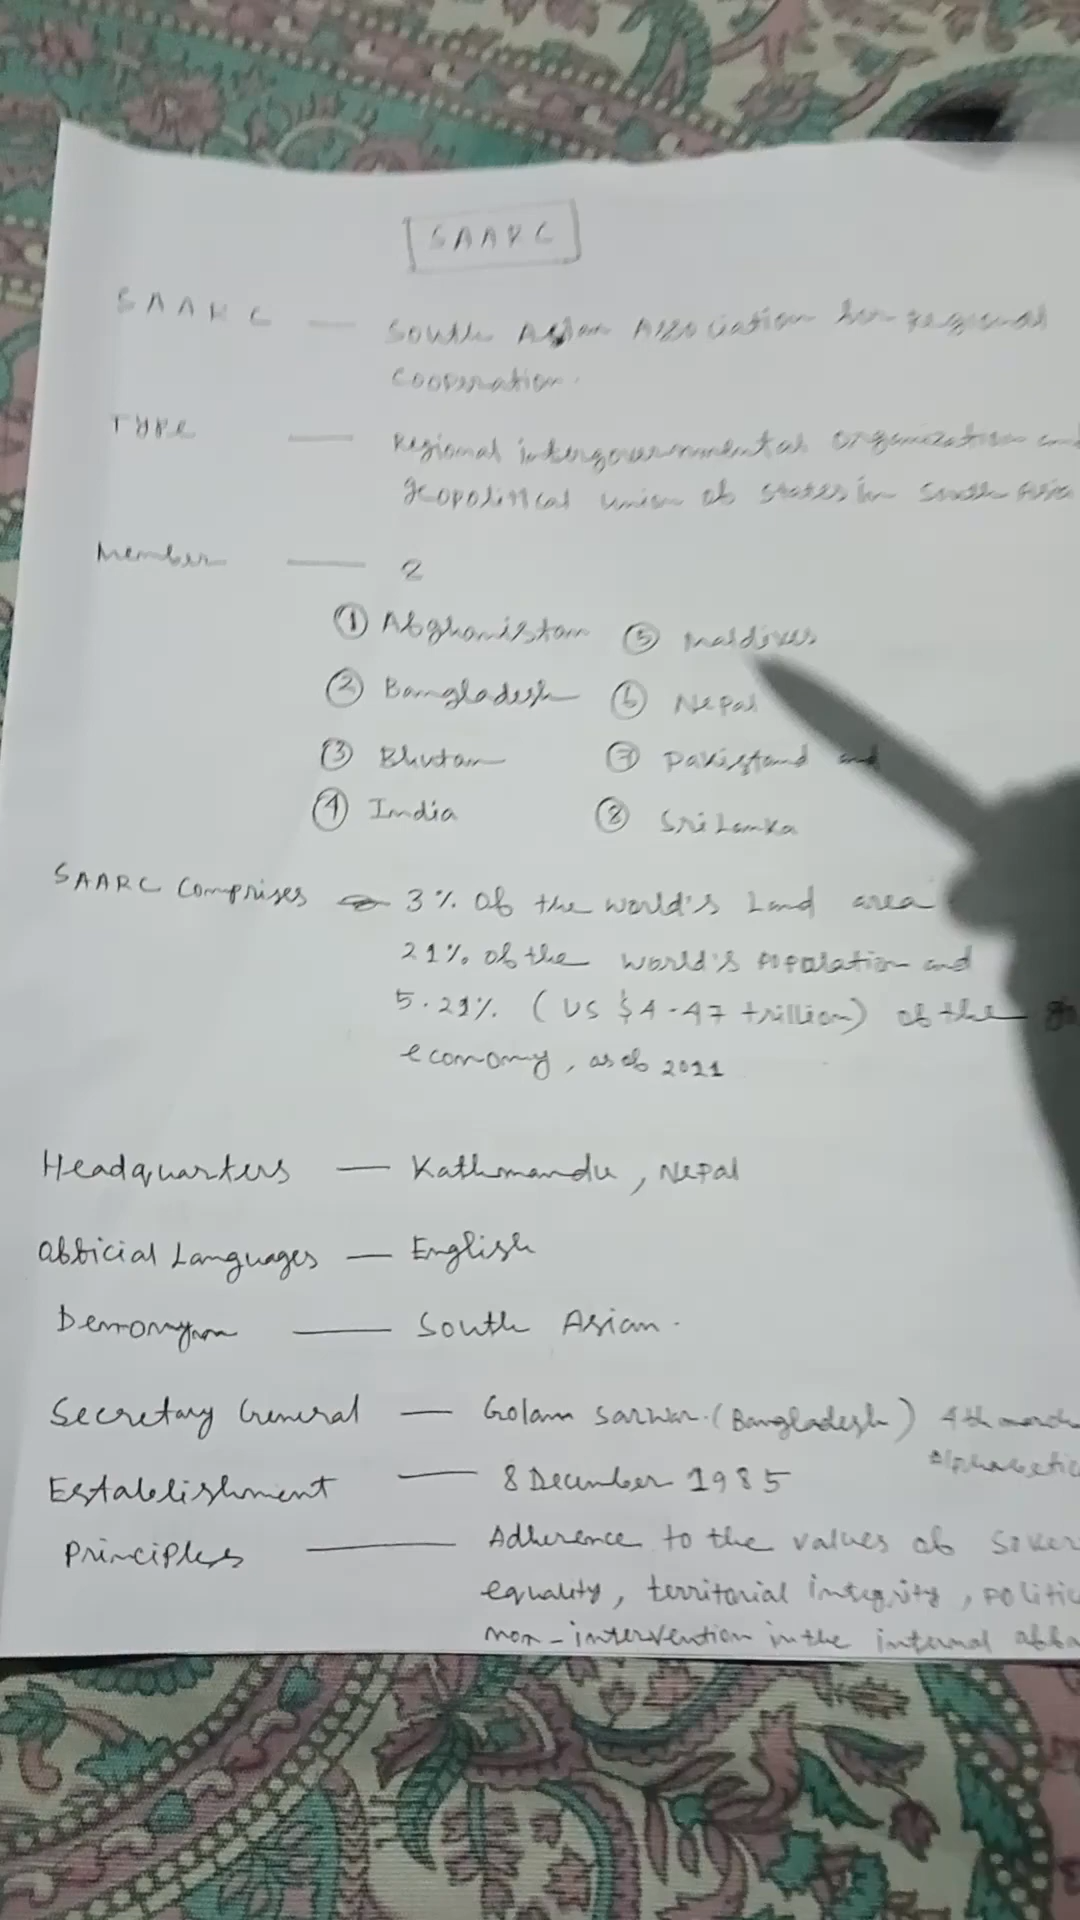 SAARC
SAARC — South Asian Association for regional
cooperation.
TYPE — Regional intergovernmental organization and
geopolitical union of states in South Asia
Member — 8
① Afghanistan ⑤ Maldives
② Bangladesh ⑥ Nepal
③ Bhutan ⑦ Pakistand and
④ India ⑧ Sri Lanka
SAARC Comprises — 3% of the world's Land area
21% of the world's population and
5.21% (US $4.47 trillion) of the
economy, as of 2021
Headquarters — Kathmandu, Nepal
Official Languages — English
Demonym — South Asian.
Secretary General — Golam Sarwar. (Bangladesh) 4th march
alphabetic
Establishment — 8 December 1985
Principles — Adherence to the values of sover
equality, territorial integrity, politic
non-intervention in the internal affa